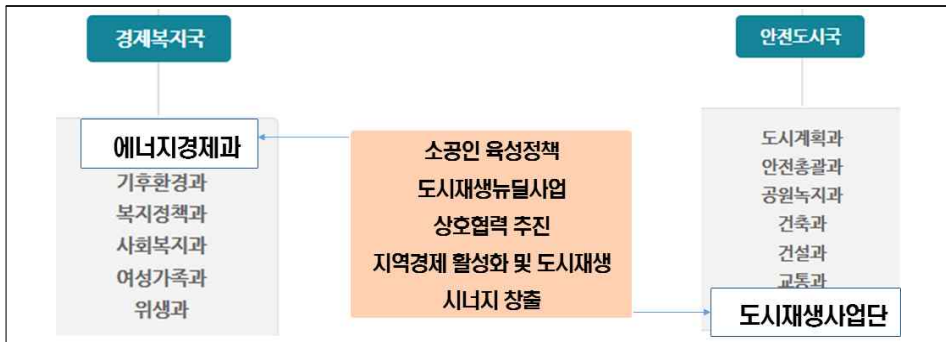 경제복지국
에너지경제과
기후환경과
복지정책과
사회복지과
여성가족과
위생과
소공인 육성정책
도시재생뉴딜사업
상호협력 추진
지역경제 활성화 및 도시재생
시너지 창출
안전도시국
도시계획과
안전총괄과
공원녹지과
건축과
건설과
교통과
도시재생사업단